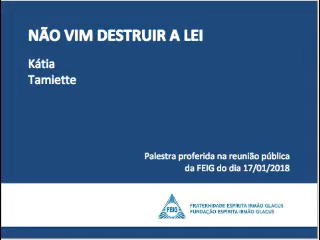 NÃO VIM DESTRUIR A LEI
Kátia
Tamiette
Palestra proferida na reunião pública
da FEIG do dia 17/01/2018
FEIG
FRATERNIDADE ESPÍRITA IRMÃO GLACUS
FUNDAÇÃO ESPÍRITA IRMÃO GLACUS